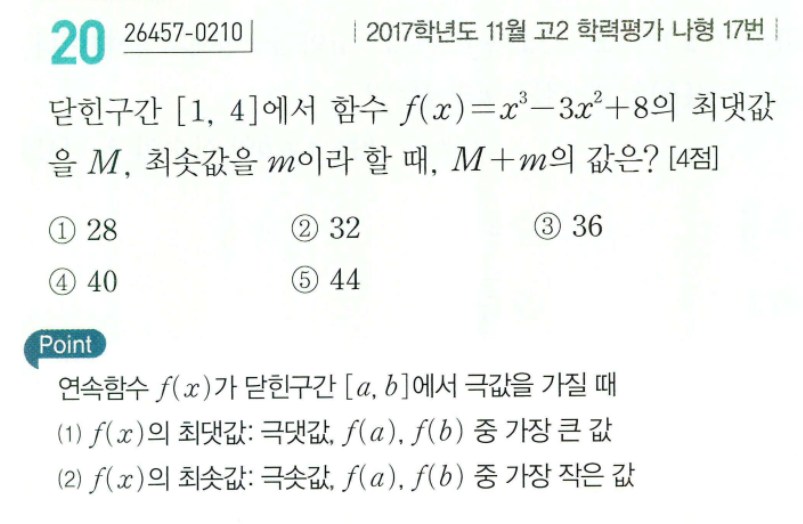 20 26457-0210 | 2017학년도 11월 고2 학력평가 나형 17번 |
닫힌구간 [1, 4]에서 함수 f(x)=x³-3x²+8의 최댓값
을 M, 최솟값을 m이라 할 때, M+m의 값은? [4점]
① 28 ② 32 ③ 36
④ 40 ⑤ 44
Point
연속함수 f(x)가 닫힌구간 [a, b]에서 극값을 가질 때
(1) f(x)의 최댓값: 극댓값, f(a), f(b) 중 가장 큰 값
(2) f(x)의 최솟값: 극솟값, f(a), f(b) 중 가장 작은 값